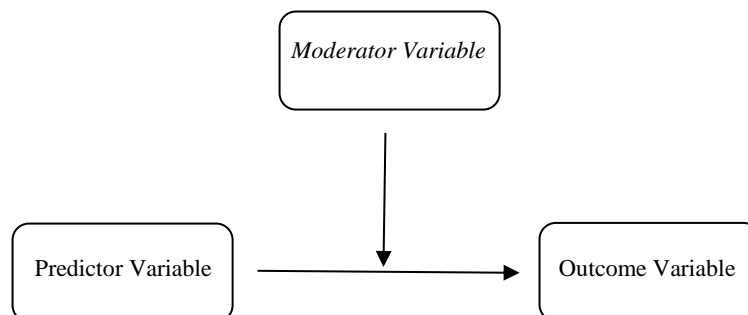 Moderator Variable
Predictor Variable
Outcome Variable